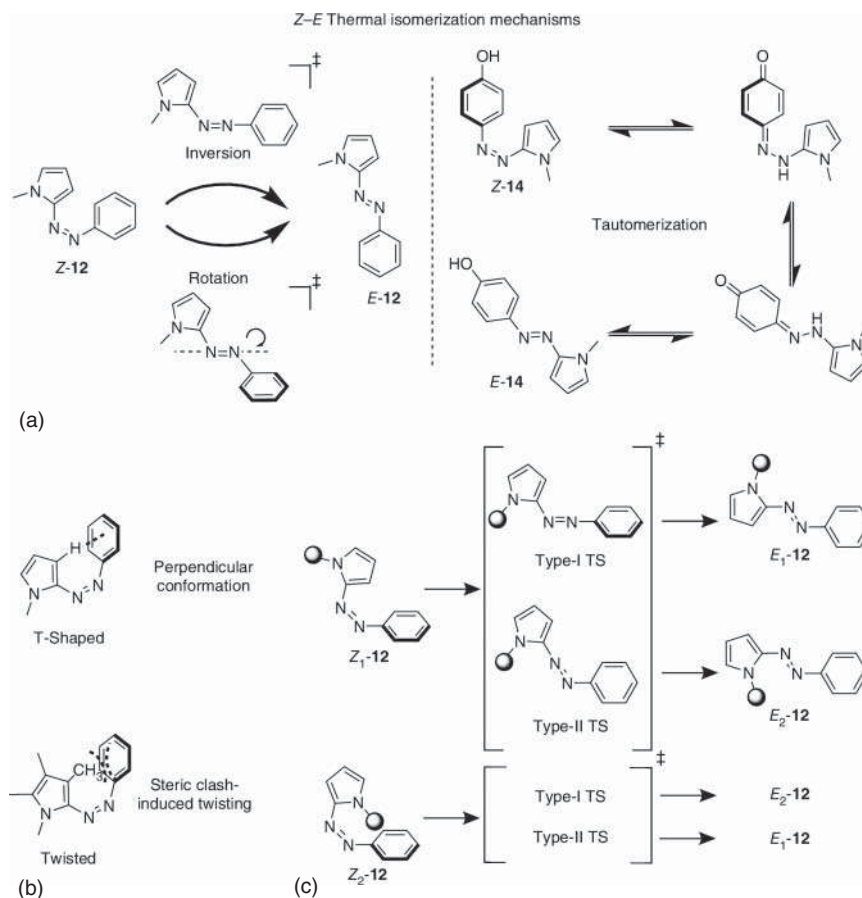 Z–E Thermal isomerization mechanisms
‡
N
N=N
Inversion
N
N=N
Z-12
N
N=N
E-12
Rotation
‡
N
N=N
(a)
OH
N=N
N
Z-14
O
N
N
H
N
Tautomerization
O
H
N
N
N
HO
N=N
N
E-14
H
N
N=N
T-Shaped
Perpendicular
conformation
CH3
N
N=N
Twisted
Steric clash-
induced twisting
(b)
N
N=N
Z1-12
‡
N
N=N
Type-I TS
N
N=N
E1-12
N
N=N
Type-II TS
N
N=N
E2-12
N
N=N
Z2-12
‡
Type-I TS
E2-12
Type-II TS
E1-12
(c)